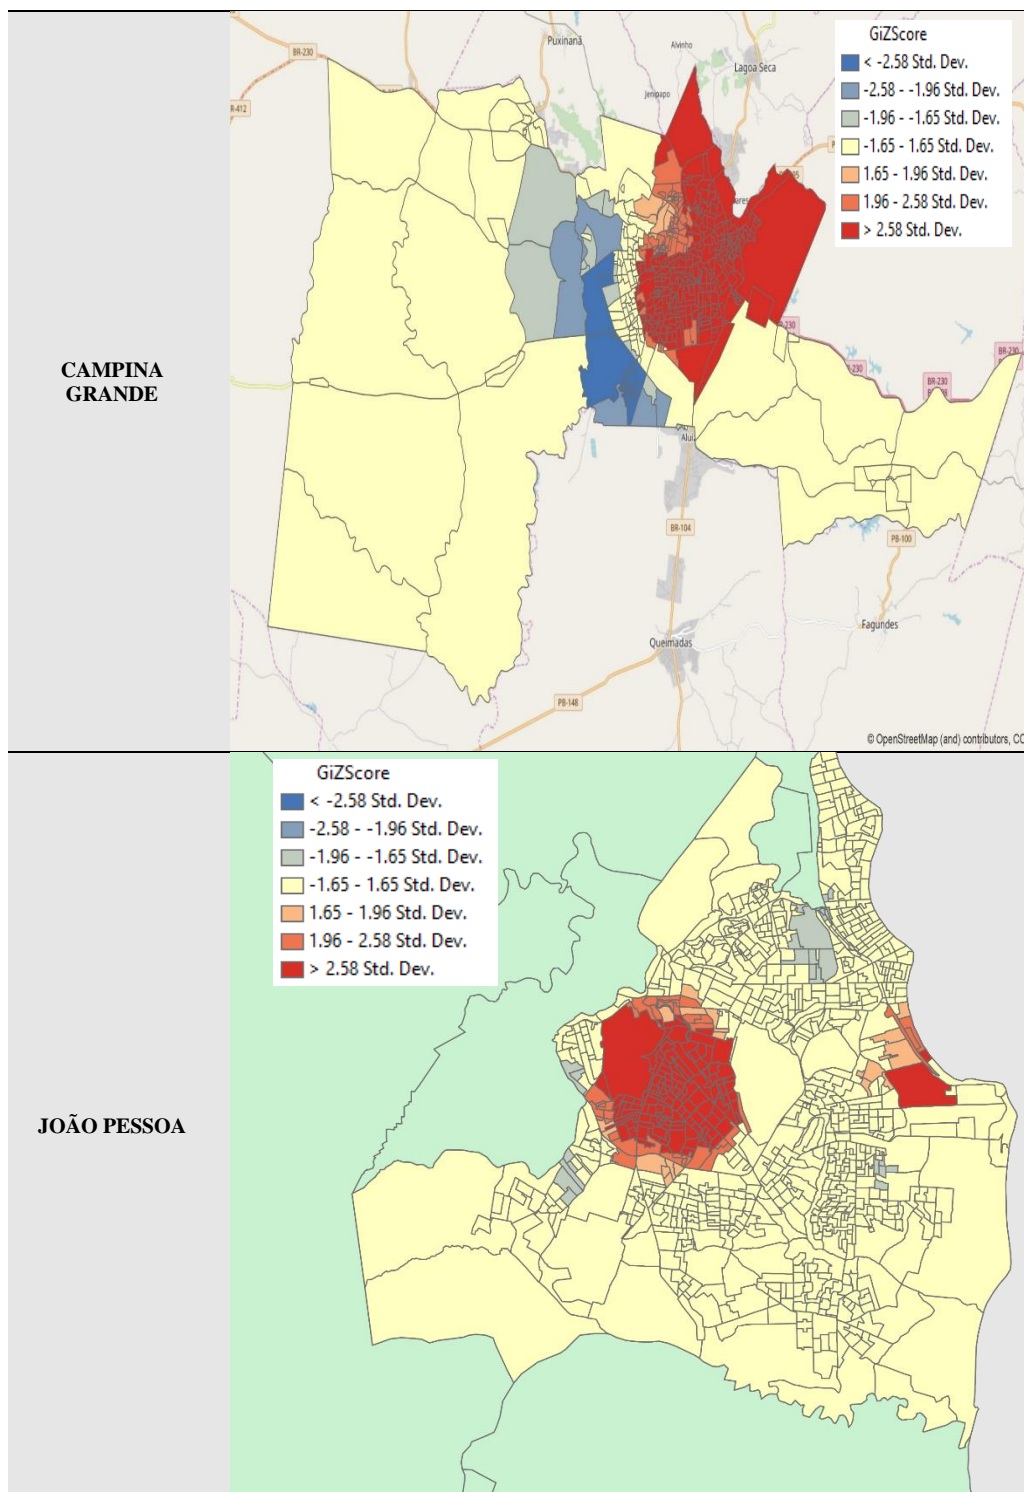 CAMPINA
GRANDE
GiZScore
< -2.58 Std. Dev.
-2.58 - -1.96 Std. Dev.
-1.96 - -1.65 Std. Dev.
-1.65 - 1.65 Std. Dev.
1.65 - 1.96 Std. Dev.
1.96 - 2.58 Std. Dev.
> 2.58 Std. Dev.
Puxinanã
Alvinho
Lagoa Seca
BR-230
Jenipapo
R-412
BR-230
BR-230
Queimadas
BR-104
PB-100
Fagundes
PB-148
© OpenStreetMap (and) contributors, CC
JOÃO PESSOA
GiZScore
< -2.58 Std. Dev.
-2.58 - -1.96 Std. Dev.
-1.96 - -1.65 Std. Dev.
-1.65 - 1.65 Std. Dev.
1.65 - 1.96 Std. Dev.
1.96 - 2.58 Std. Dev.
> 2.58 Std. Dev.